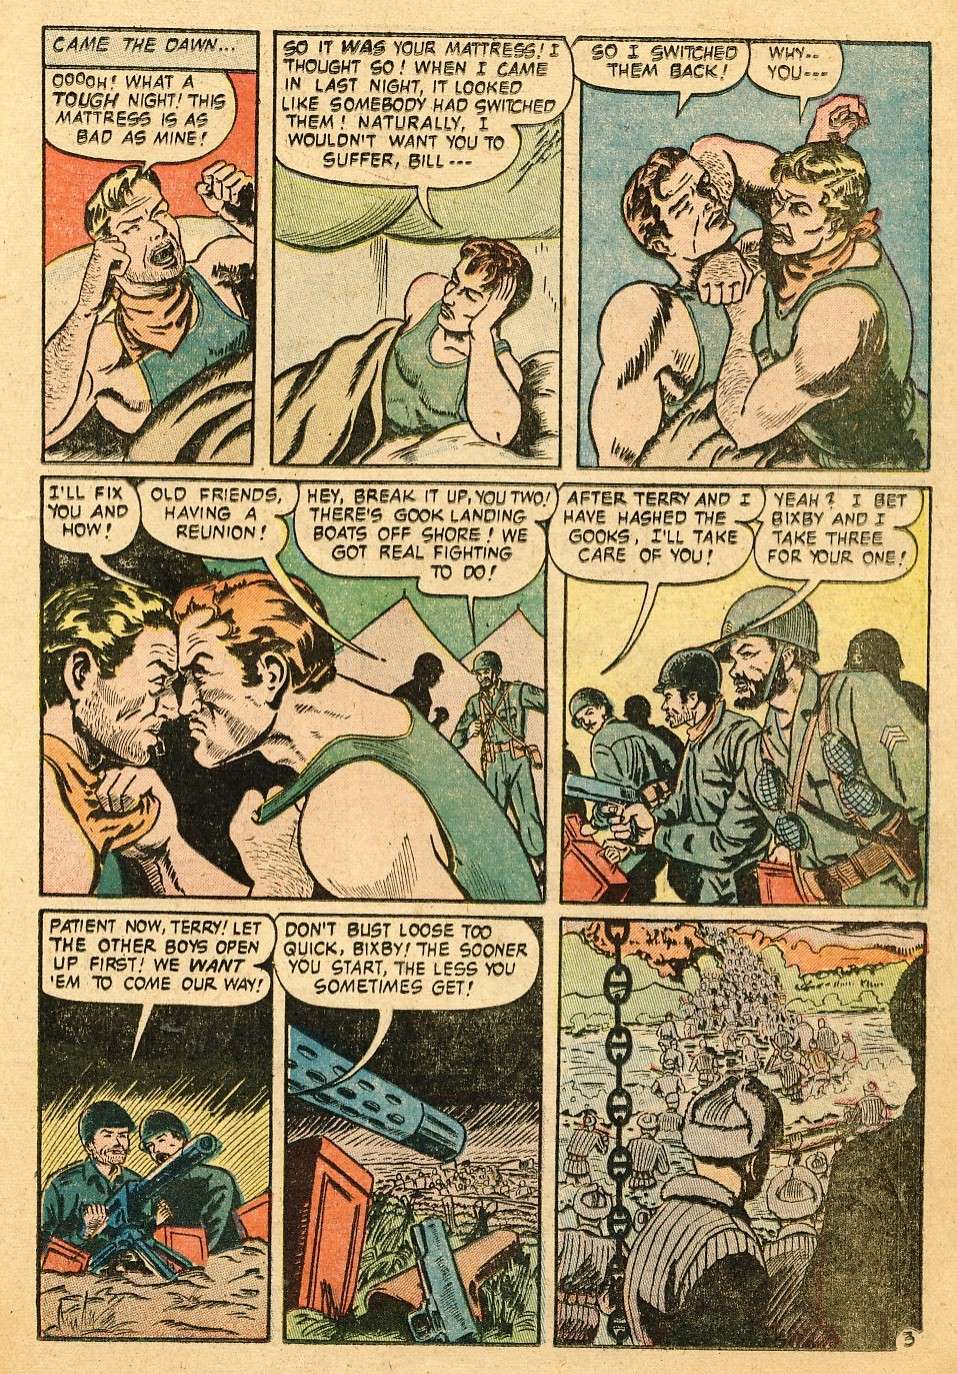 CAME THE DAWN...
OOOOH! WHAT A
TOUGH NIGHT! THIS
MATTRESS IS AS
BAD AS MINE!
SO IT WAS YOUR MATTRESS! I
THOUGHT SO! WHEN I CAME
IN LAST NIGHT, IT LOOKED
LIKE SOMEBODY HAD SWITCHED
THEM! NATURALLY, I
WOULDN'T WANT YOU TO
SUFFER, BILL---
SO I SWITCHED
THEM BACK!
WHY..
YOU---
I'LL FIX
YOU AND
HOW!
OLD FRIENDS,
HAVING A
REUNION!
HEY, BREAK IT UP, YOU TWO!
THERE'S GOOK LANDING
BOATS OFF SHORE! WE
GOT REAL FIGHTING
TO DO!
AFTER TERRY AND I
HAVE HASHED THE
GOOKS, I'LL TAKE
CARE OF YOU!
YEAH? I BET
BIXBY AND I
TAKE THREE
FOR YOUR ONE!
PATIENT NOW, TERRY! LET
THE OTHER BOYS OPEN
UP FIRST! WE WANT
'EM TO COME OUR WAY!
DON'T BUST LOOSE TOO
QUICK, BIXBY! THE SOONER
YOU START, THE LESS YOU
SOMETIMES GET!
3